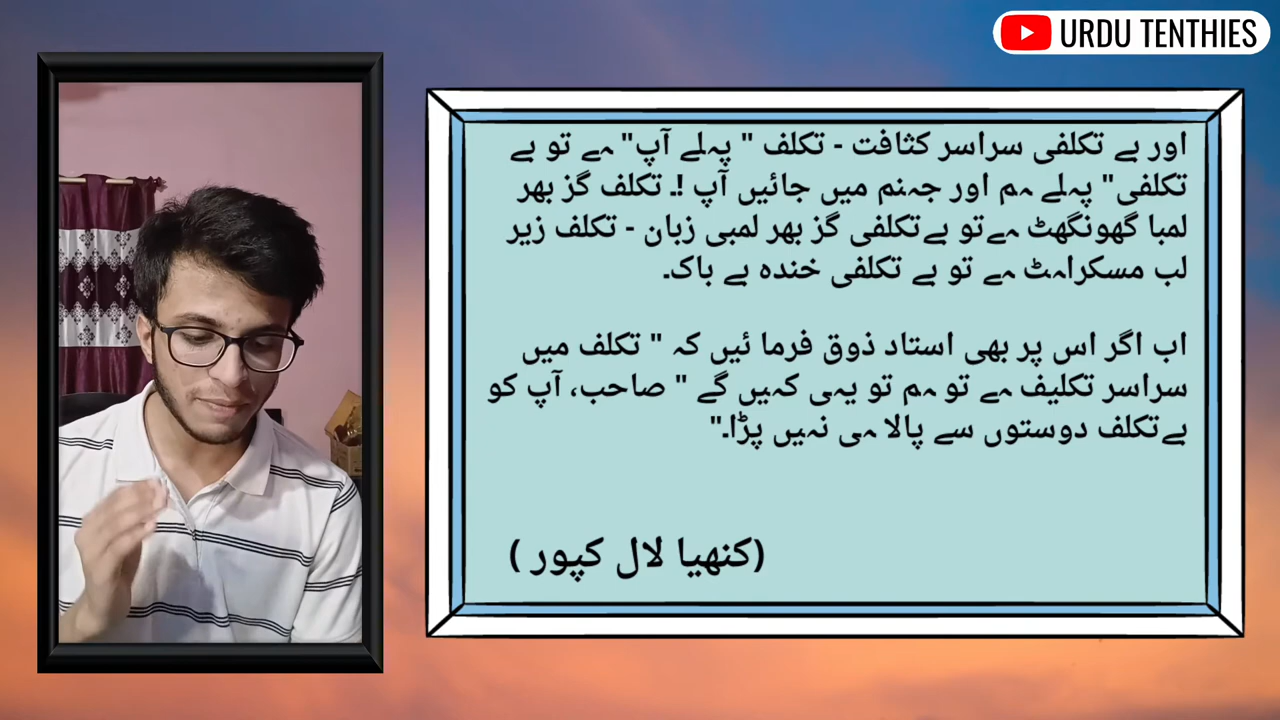 URDU TENTHIES
اور بے تکلفی سراسر کثافت - تکلف " پہلے آپ" ہے تو بے
تکلفی" پہلے ہم اور جہنم میں جائیں آپ !۔ تکلف گز بھر
لمبا گھونگھٹ ہےتو بےتکلفی گز بھر لمبی زبان - تکلف زیر
لب مسکراہٹ ہے تو بے تکلفی خندہ بے باک۔
اب اگر اس پر بھی استاد ذوق فرما ئیں کہ " تکلف میں
سراسر تکلیف ہے تو ہم تو یہی کہیں گے " صاحب، آپ کو
بےتکلف دوستوں سے پالا ہی نہیں پڑا۔"
(کنھیا لال کپور )